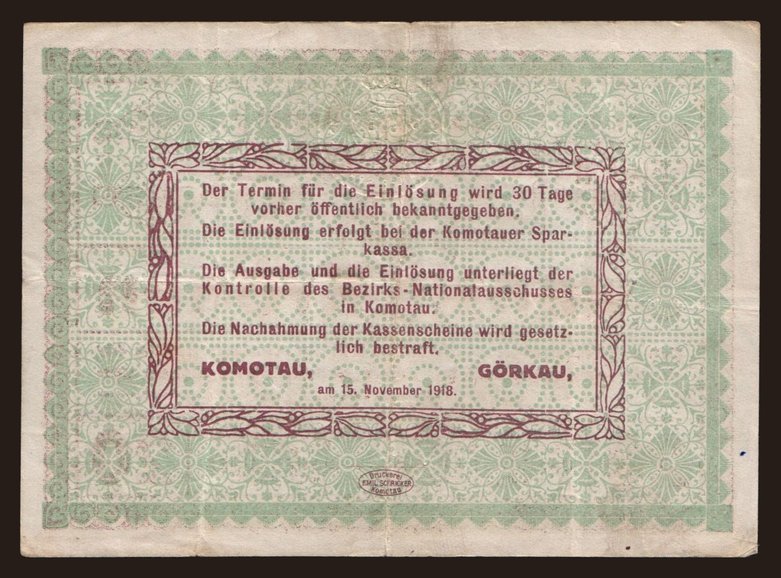 Der Termin für die Einlösung wird 30 Tage
vorher öffentlich bekanntgegeben.
Die Einlösung erfolgt bei der Komotauer Spar-
kassa.
Die Ausgabe und die Einlösung unterliegt der
Kontrolle des Bezirks-Nationalausschusses
in Komotau.
Die Nachahmung der Kassenscheine wird gesetz-
lich bestraft.
KOMOTAU, GÖRKAU,
am 15. November 1918.
Druckerei
EMIL
KOMOTAU